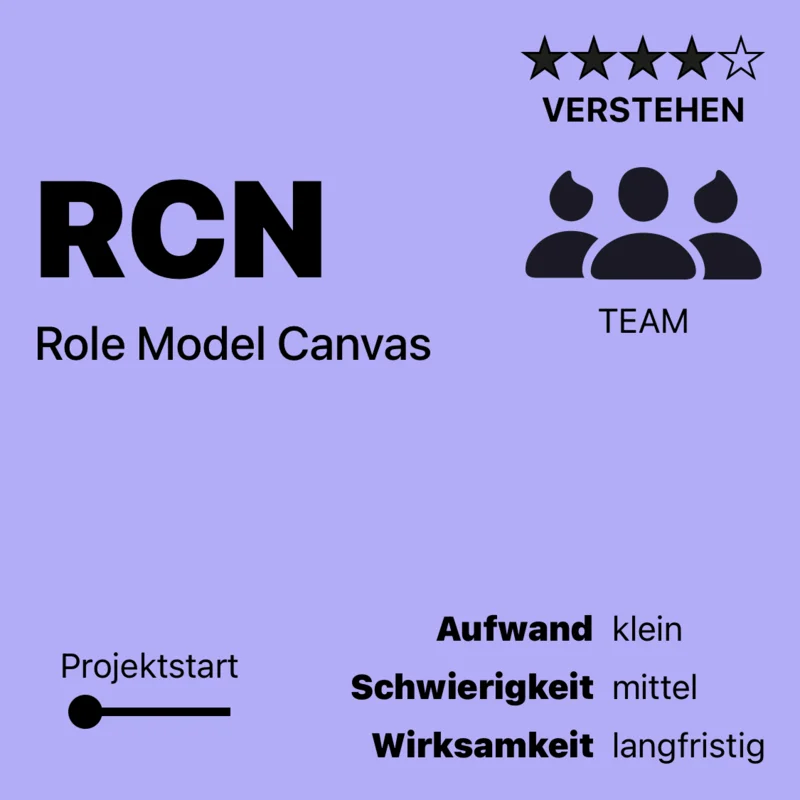 ★★★★☆
VERSTEHEN
RCN
Role Model Canvas
TEAM
Projektstart
Aufwand klein
Schwierigkeit mittel
Wirksamkeit langfristig